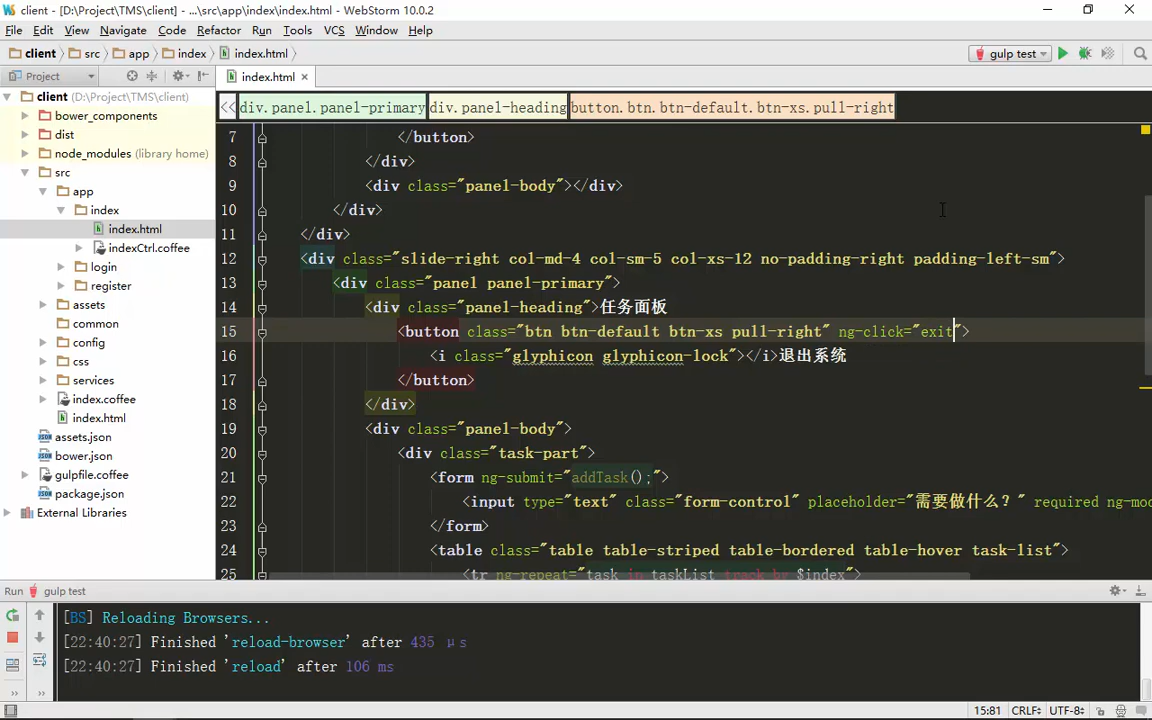 client - [D:\Project\TMS\client] - ...\src\app\index\index.html - WebStorm 10.0.2
File Edit View Navigate Code Refactor Run Tools VCS Window Help
client src app index index.html gulp test
Project index.html
client (D:\Project\TMS\client)
bower_components
dist
node_modules (library home)
src
app
index
index.html
indexCtrl.coffee
login
register
assets
common
config
css
services
index.coffee
index.html
assets.json
bower.json
gulpfile.coffee
package.json
External Libraries
<< div.panel.panel-primary div.panel-heading button.btn.btn-default.btn-xs.pull-right
7 </button>
8 </div>
9 <div class="panel-body"></div>
10 </div>
11 </div>
12 <div class="slide-right col-md-4 col-sm-5 col-xs-12 no-padding-right padding-left-sm">
13 <div class="panel panel-primary">
14 <div class="panel-heading">任务面板
15 <button class="btn btn-default btn-xs pull-right" ng-click="exit">
16 <i class="glyphicon glyphicon-lock"></i>退出系统
17 </button>
18 </div>
19 <div class="panel-body">
20 <div class="task-part">
21 <form ng-submit="addTask();">
22 <input type="text" class="form-control" placeholder="需要做什么？" required ng-mo
23 </form>
24 <table class="table table-striped table-bordered table-hover task-list">
25 <tr ng-repeat="task in taskList track by $index">
Run gulp test
[BS] Reloading Browsers...
[22:40:27] Finished 'reload-browser' after 435 μs
[22:40:27] Finished 'reload' after 106 ms
15:81 CRLF UTF-8